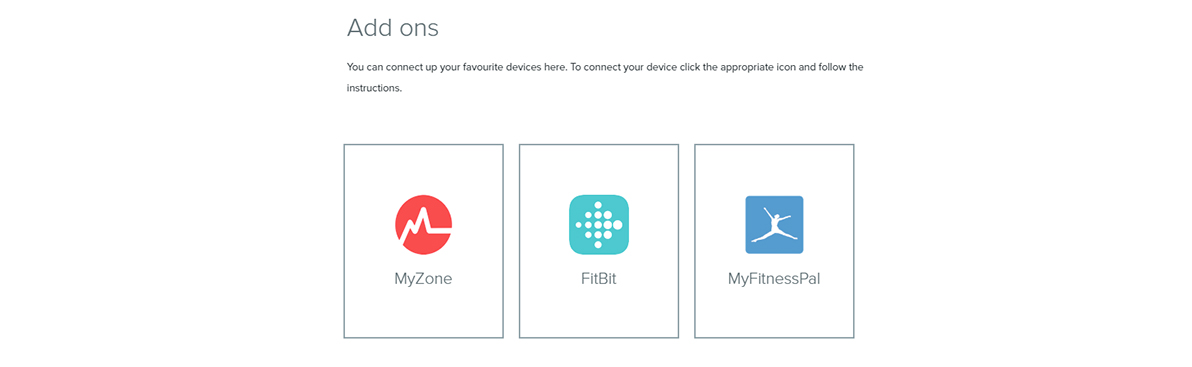 Add ons
You can connect up your favourite devices here. To connect your device click the appropriate icon and follow the
instructions.
MyZone
FitBit
MyFitnessPal